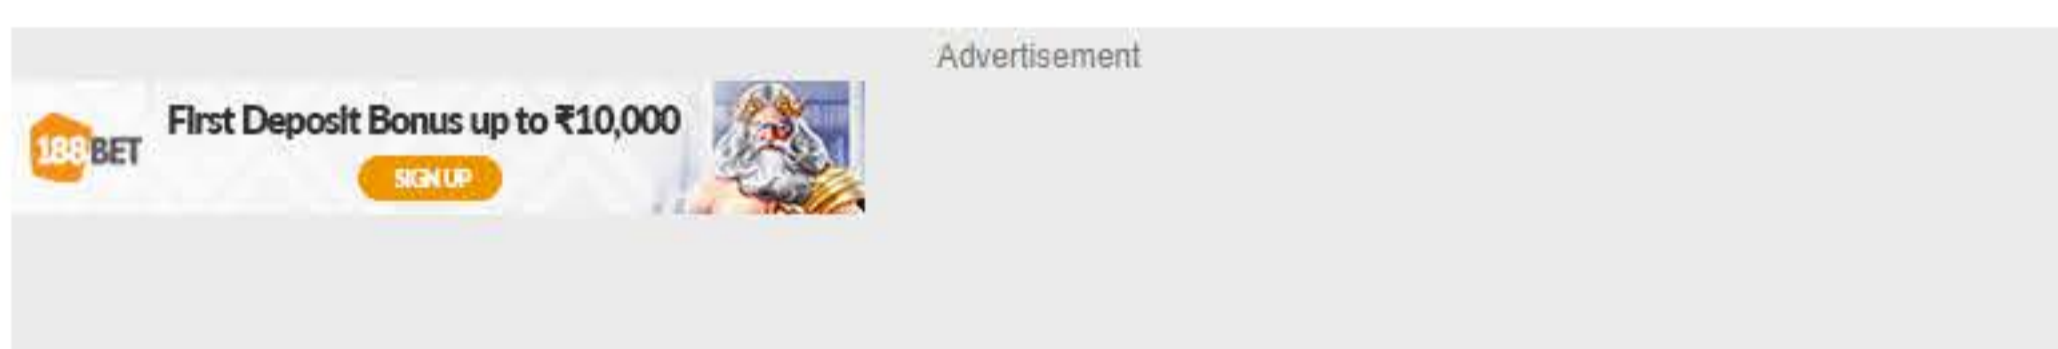 Advertisement
First Deposit Bonus up to ₹10,000
188BET
SIGN UP